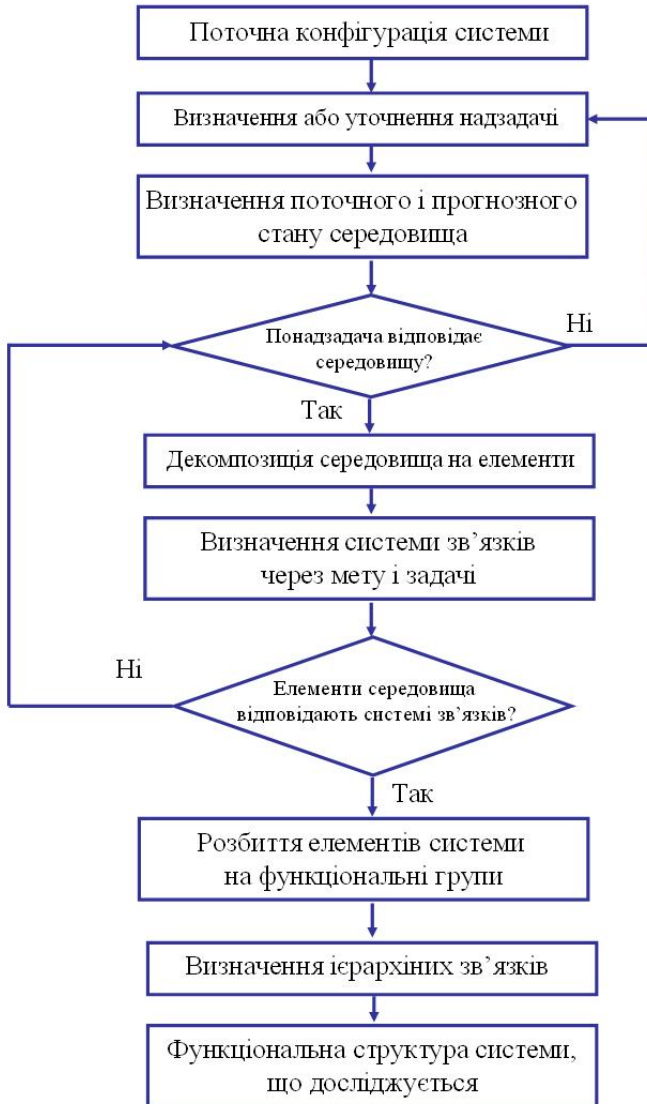 Поточна конфігурація системи
Визначення або уточнення надзадачі
Визначення поточного і прогнозного
стану середовища
Понадзадача відповідає
середовищу?
Ні
Так
Декомпозиція середовища на елементи
Визначення системи зв’язків
через мету і задачі
Ні
Елементи середовища
відповідають системі зв’язків?
Так
Розбиття елементів системи
на функціональні групи
Визначення ієрархіних зв’язків
Функціональна структура системи,
що досліджується